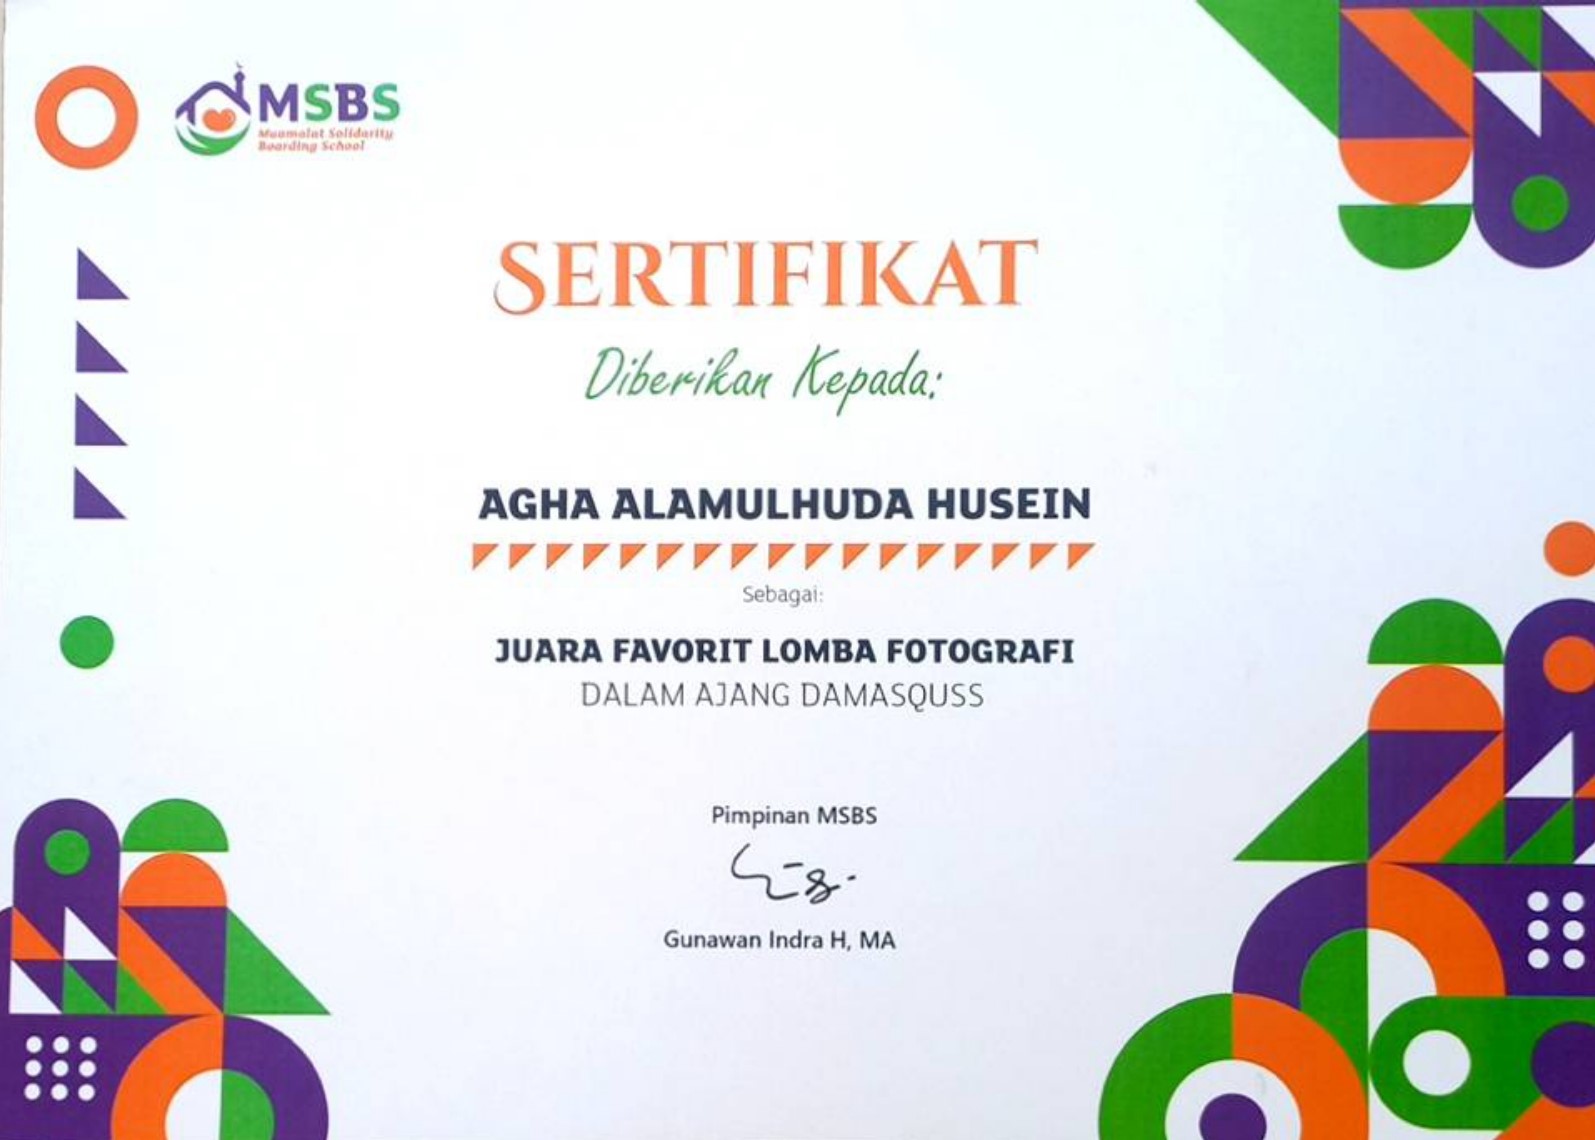 MSBS
Muamalat Solidarity
Boarding School
SERTIFIKAT
Diberikan Kepada:
AGHA ALAMULHUDA HUSEIN
Sebagai:
JUARA FAVORIT LOMBA FOTOGRAFI
DALAM AJANG DAMASQUSS
Pimpinan MSBS
Gunawan Indra H, MA